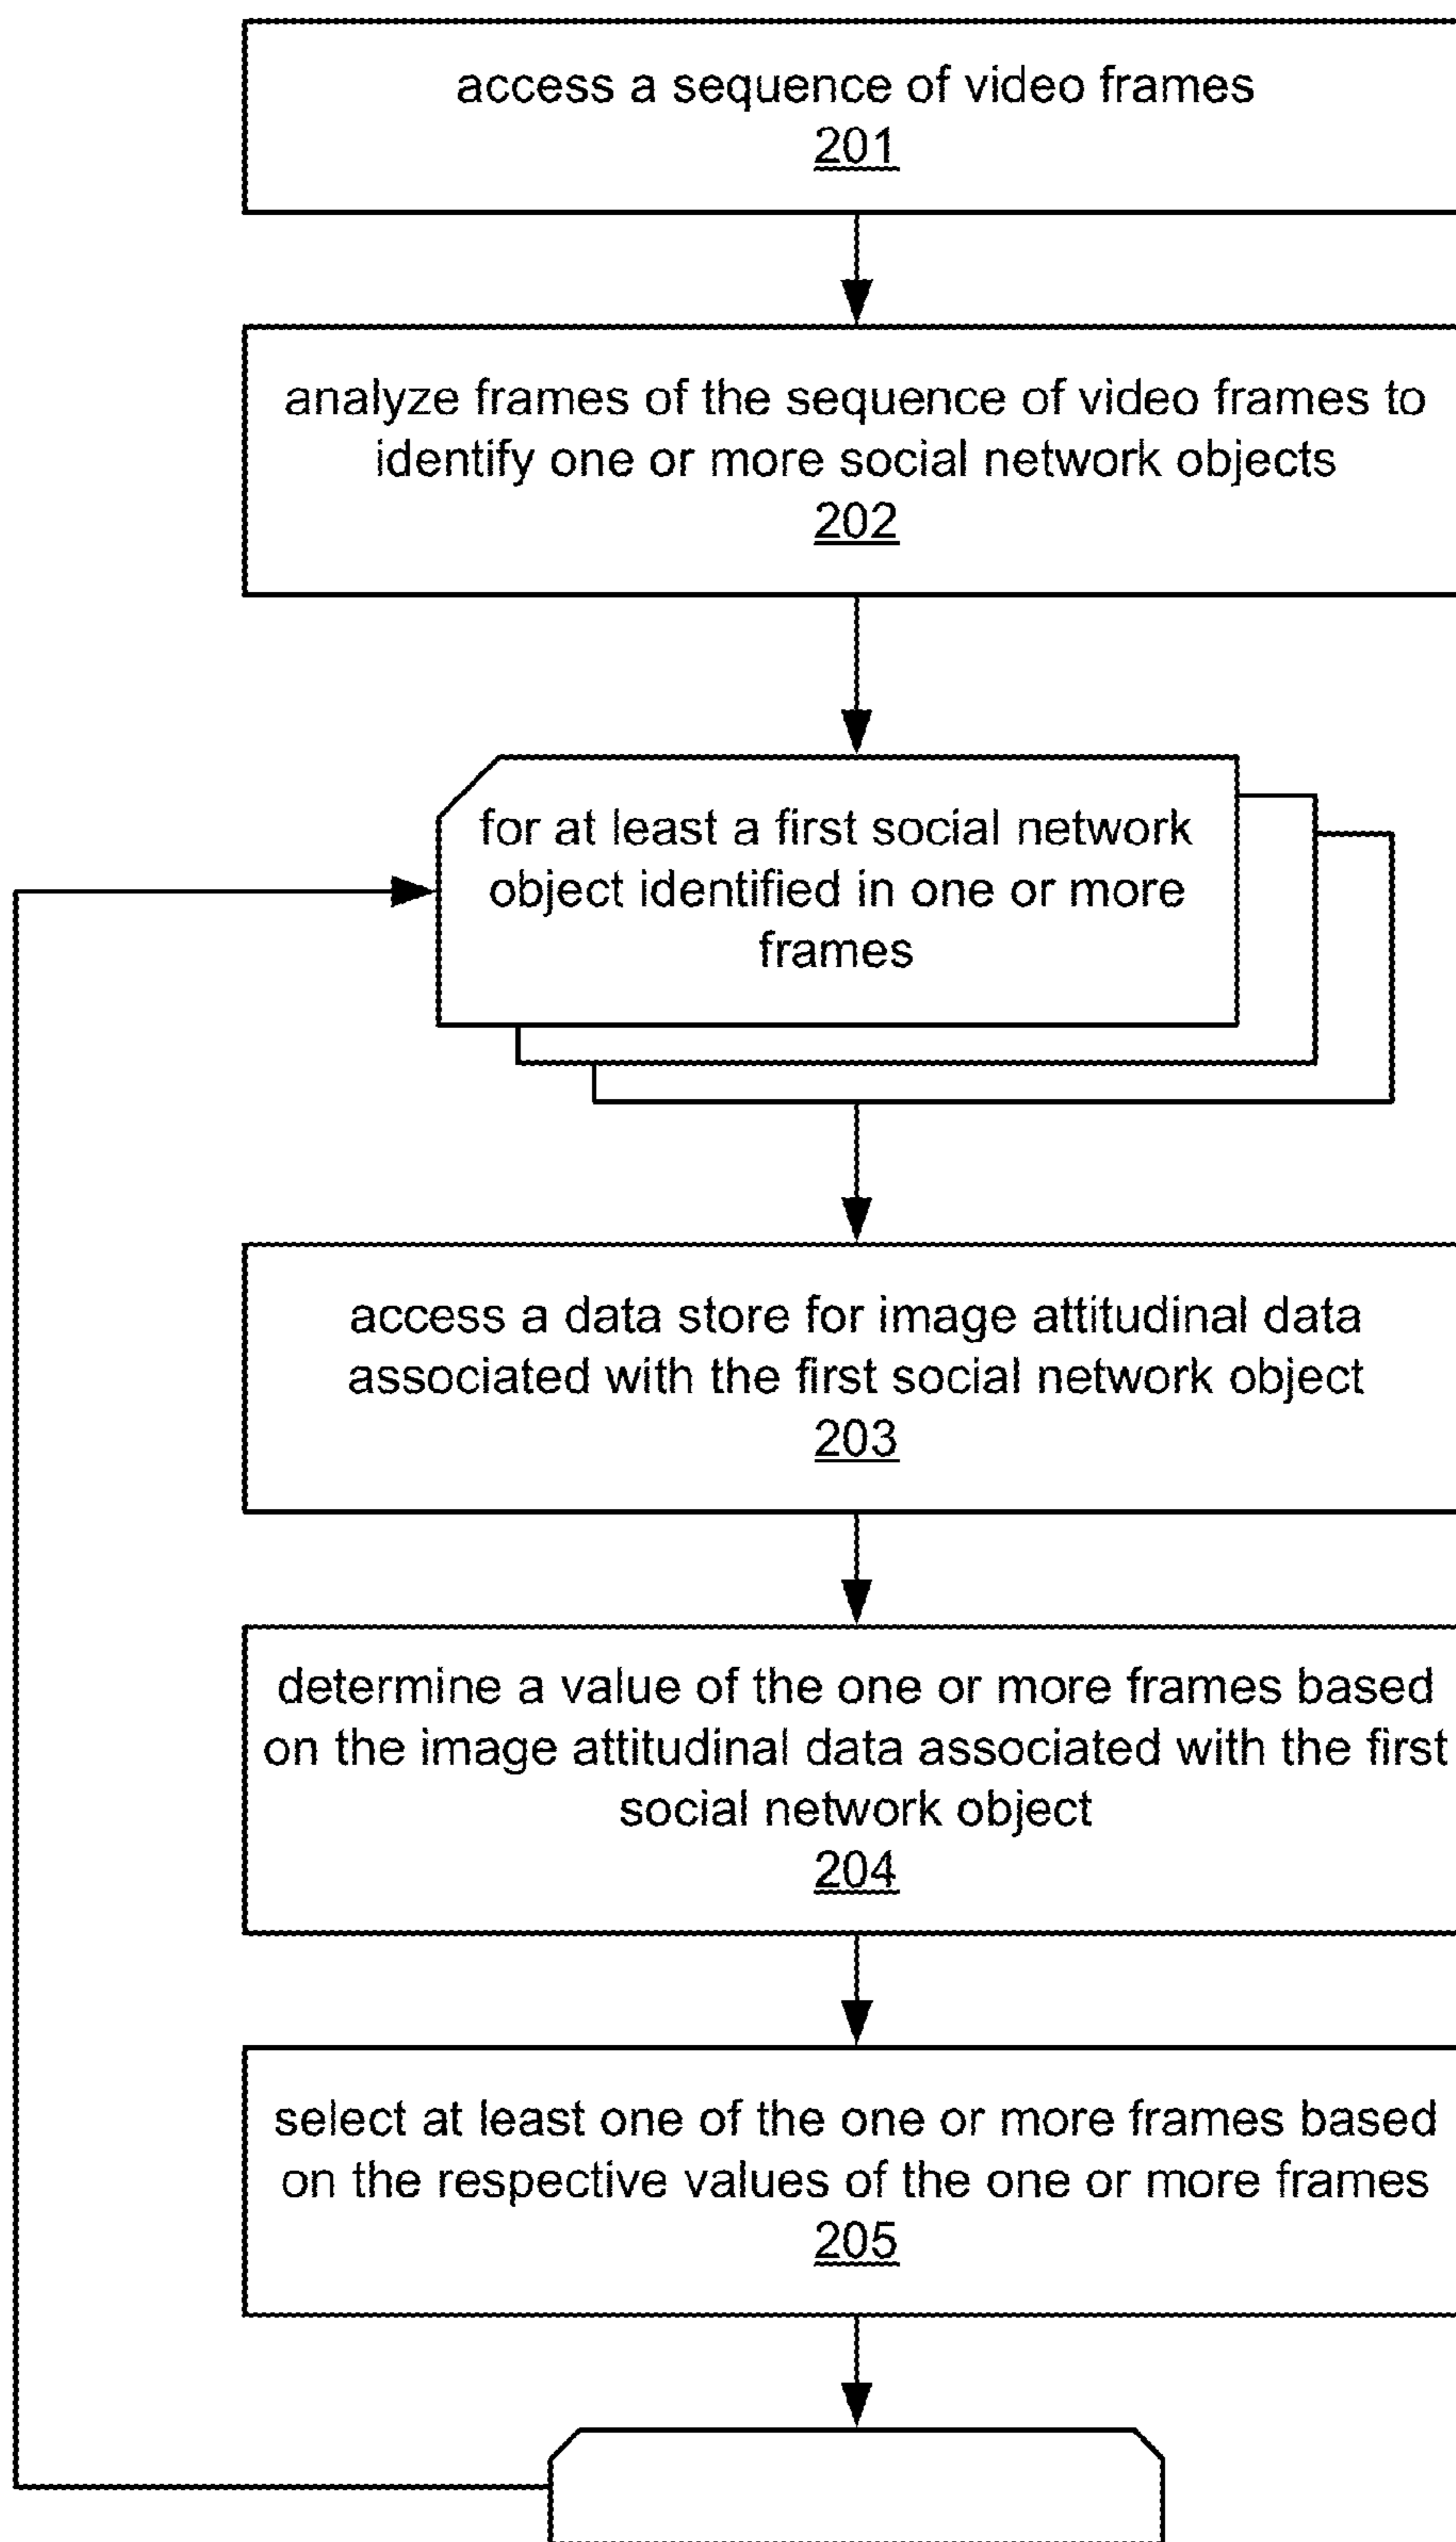 access a sequence of video frames
201
analyze frames of the sequence of video frames to
identify one or more social network objects
202
for at least a first social network
object identified in one or more
frames
access a data store for image attitudinal data
associated with the first social network object
203
determine a value of the one or more frames based
on the image attitudinal data associated with the first
social network object
204
select at least one of the one or more frames based
on the respective values of the one or more frames
205